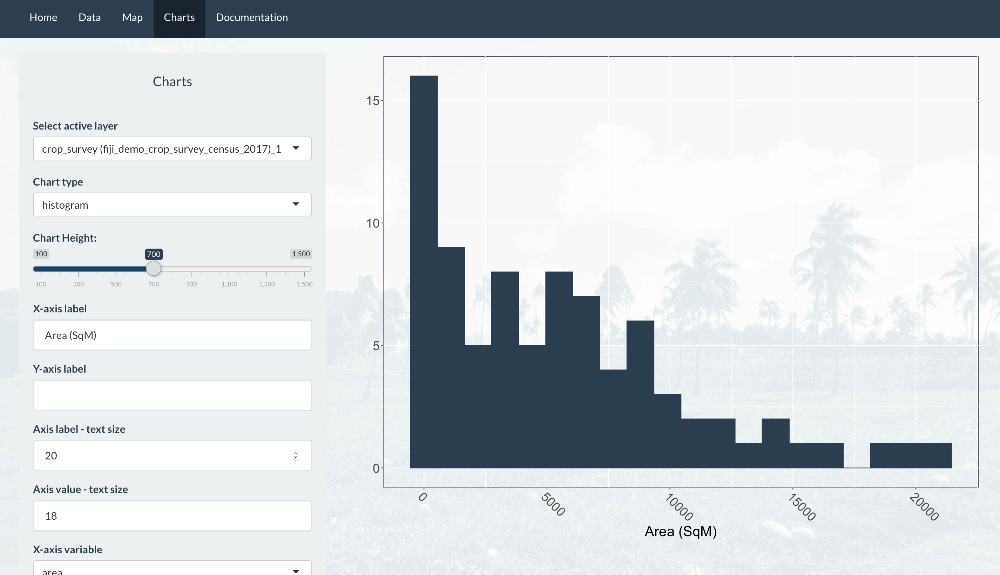 Home Data Map Charts Documentation
Charts
Select active layer
crop_survey (fiji_demo_crop_survey_census_2017)_1
Chart type
histogram
Chart Height:
100 700 1,500
100 300 500 700 900 1,100 1,300 1,500
X-axis label
Area (SqM)
Y-axis label
Axis label - text size
20
Axis value - text size
18
X-axis variable
area
15
10
5
0
0 5000 10000 15000 20000
Area (SqM)